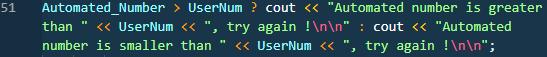 51 Automated_Number > UserNum ? cout << "Automated number is greater
than " << UserNum << ", try again !\n\n" : cout << "Automated
number is smaller than " << UserNum << ", try again !\n\n";